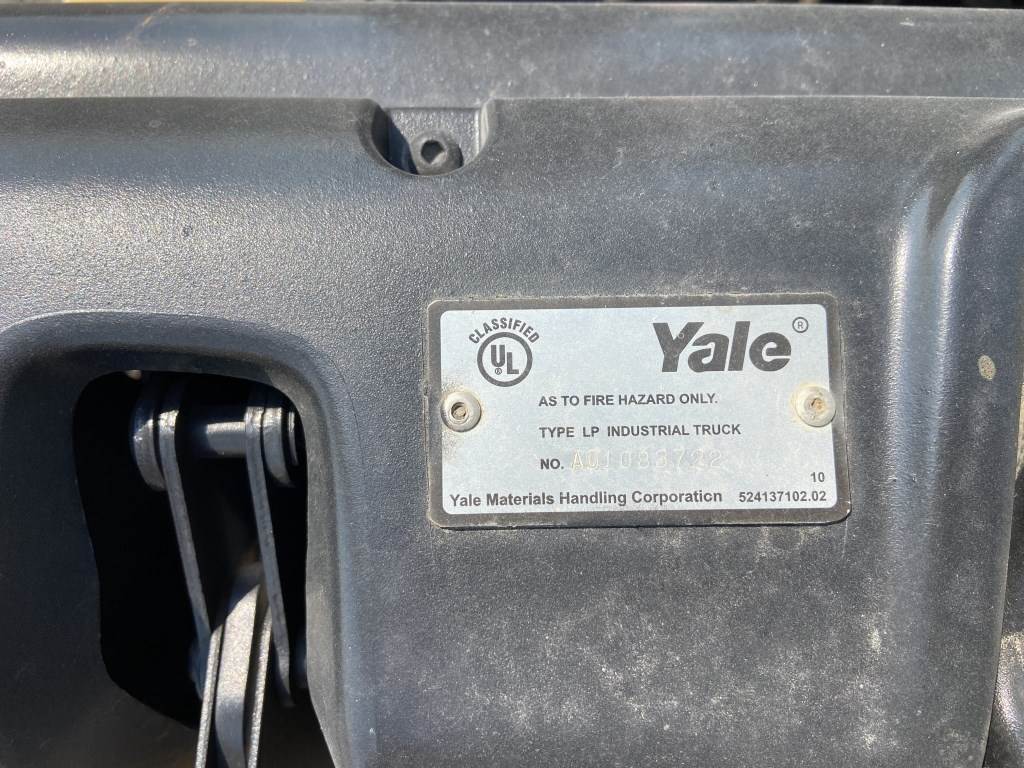 CLASSIFIED
UL ®
Yale ®
AS TO FIRE HAZARD ONLY.
TYPE LP INDUSTRIAL TRUCK
NO.
10
Yale Materials Handling Corporation 524137102.02